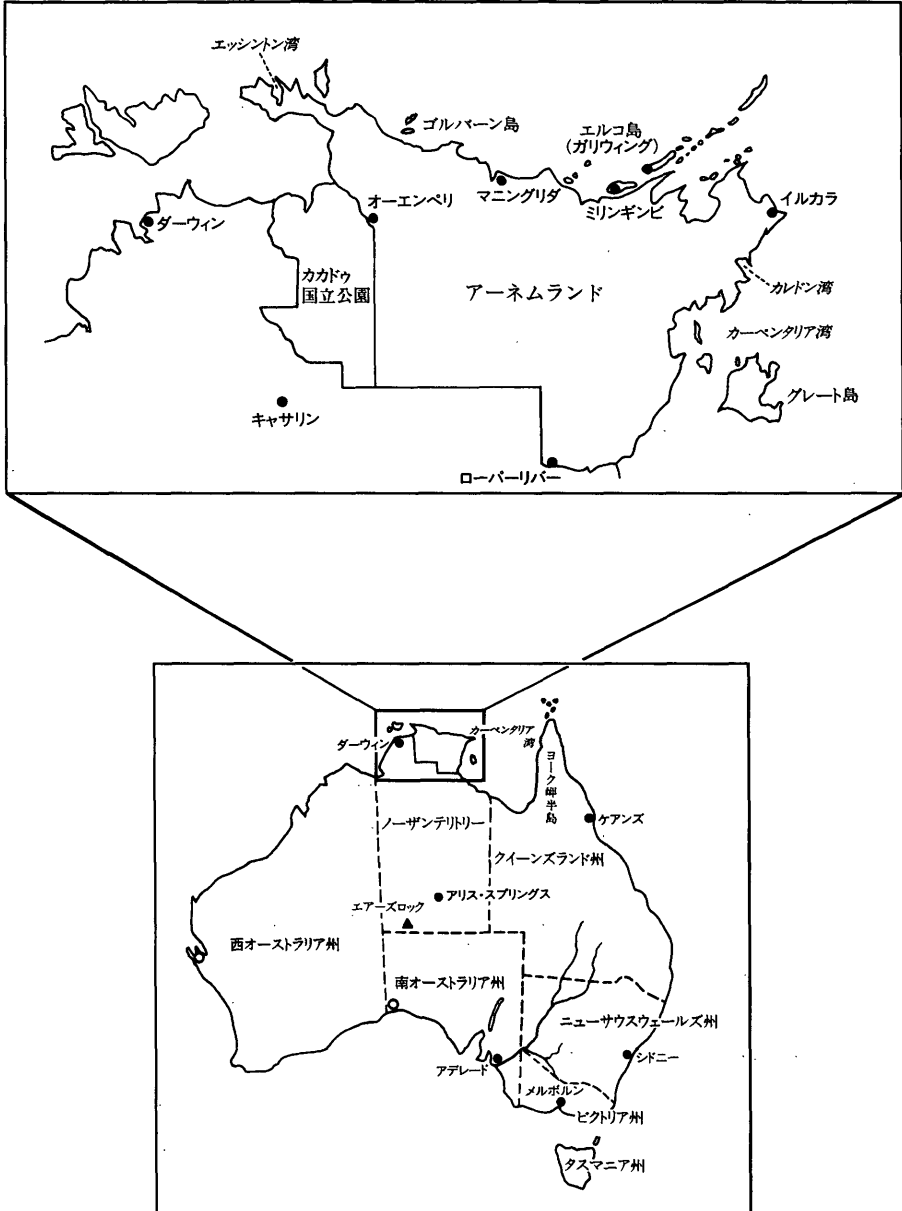 エッシントン湾
ゴルバーン島
エルコ島
(ガリウィング)
マニングリダ
ミリンギンビ
イルカラ
オーエンペリ
ダーウィン
カカドゥ
国立公園
アーネムランド
カレドン湾
カーペンタリア湾
グレート島
キャサリン
ローパーリバー
ダーウィン
カーペンタリア
湾
ヨーク岬半島
ケアンズ
ノーザンテリトリー
クイーンズランド州
アリス・スプリングス
エアーズロック
西オーストラリア州
南オーストラリア州
ニューサウスウェールズ州
シドニー
アデレード
メルボルン
ビクトリア州
タスマニア州